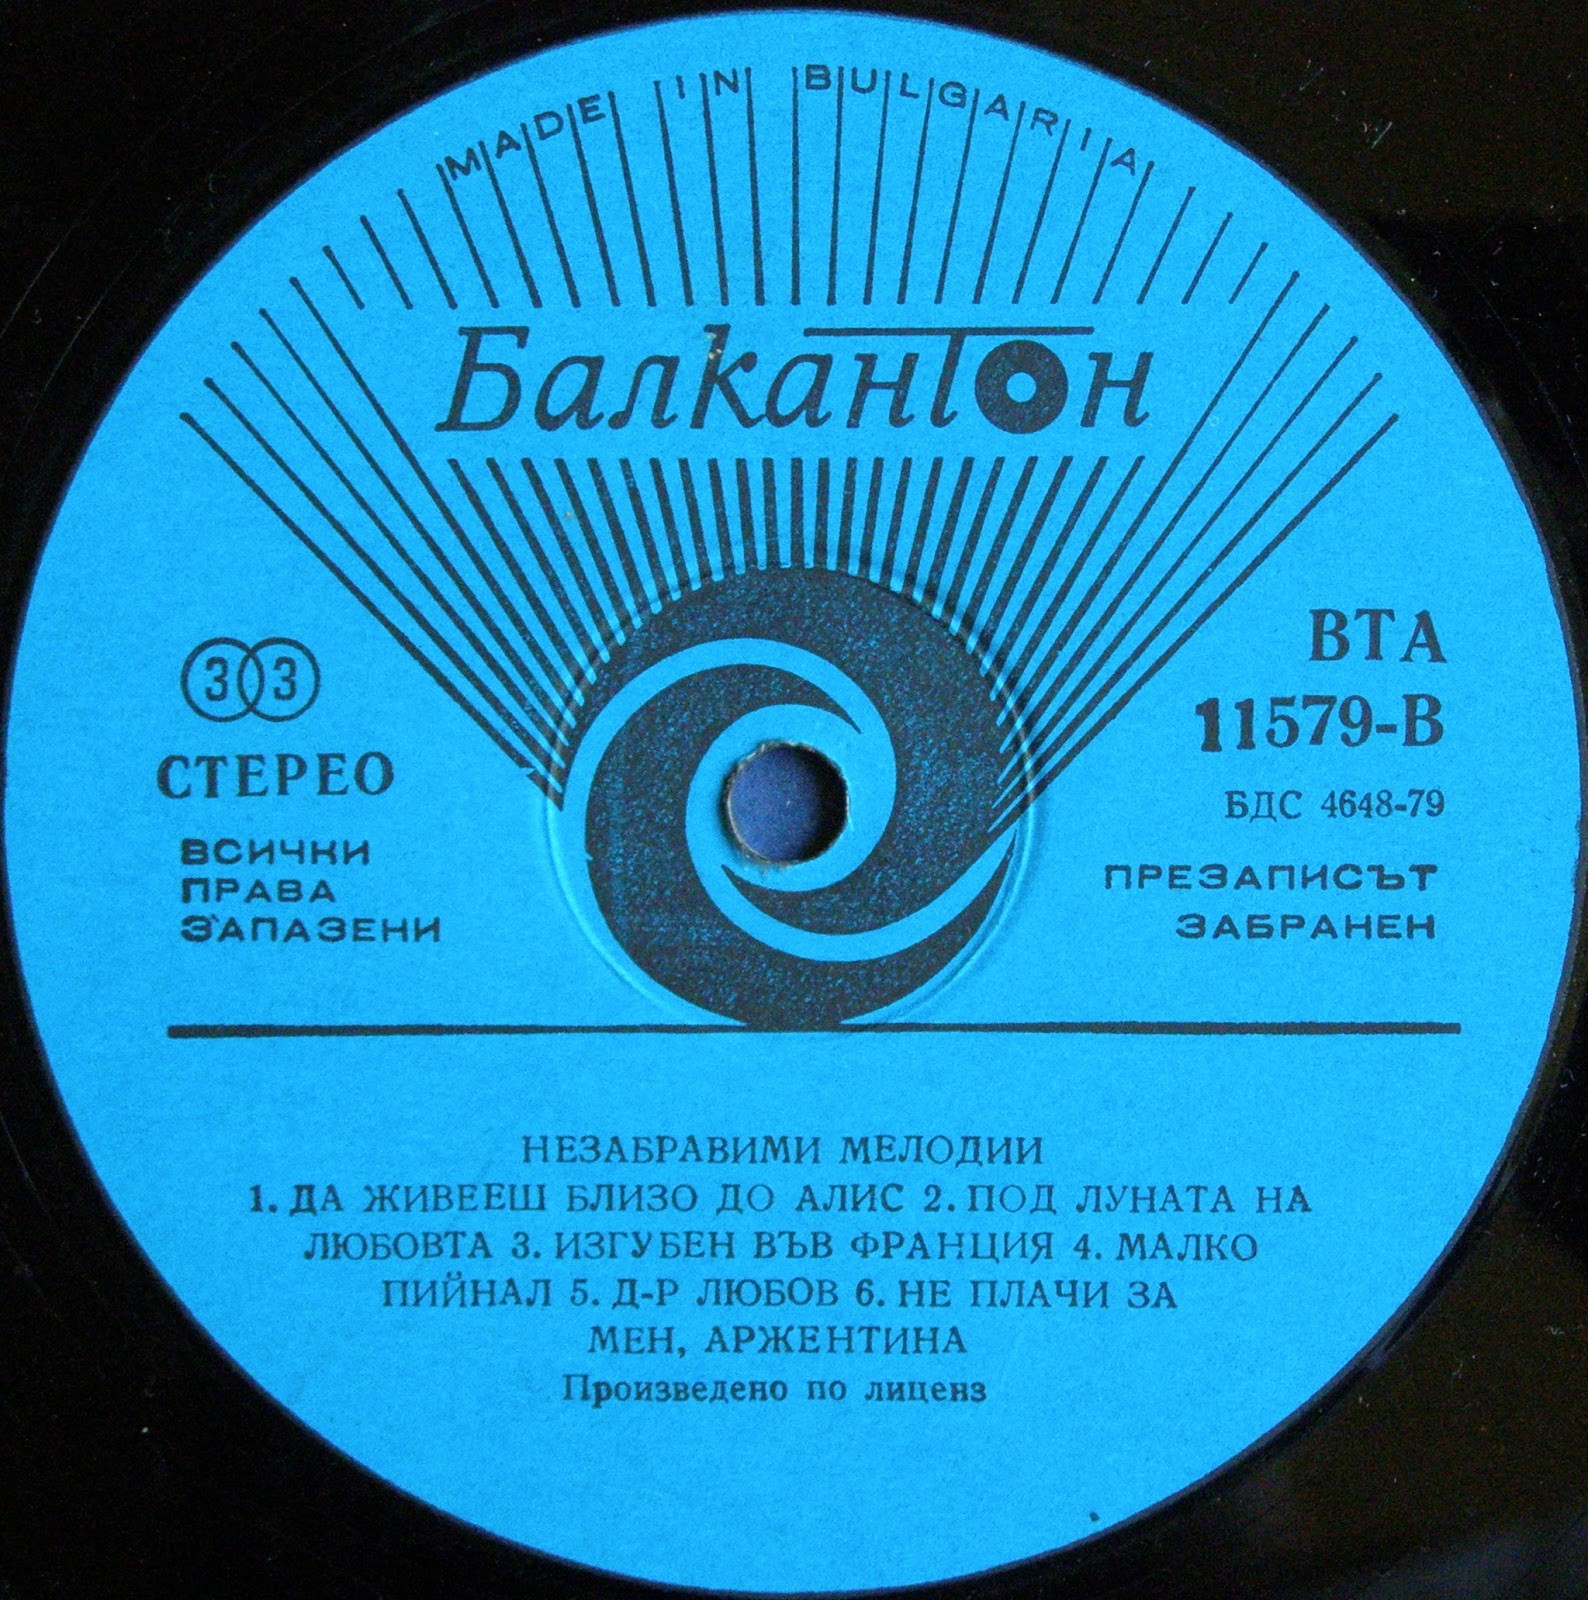 MADE IN BULGARIA
Балкантон
33
СТЕРЕО
ВСИЧКИ
ПРАВА
ЗАПАЗЕНИ
ВТА
11579-В
БДС 4648-79
ПРЕЗАПИСЪТ
ЗАБРАНЕН
НЕЗАБРАВИМИ МЕЛОДИИ
1. ДА ЖИВЕЕШ БЛИЗО ДО АЛИС 2. ПОД ЛУНАТА НА
ЛЮБОВТА 3. ИЗГУБЕН ВЪВ ФРАНЦИЯ 4. МАЛКО
ПИЙНАЛ 5. Д-Р ЛЮБОВ 6. НЕ ПЛАЧИ ЗА
МЕН, АРЖЕНТИНА
Произведено по лиценз